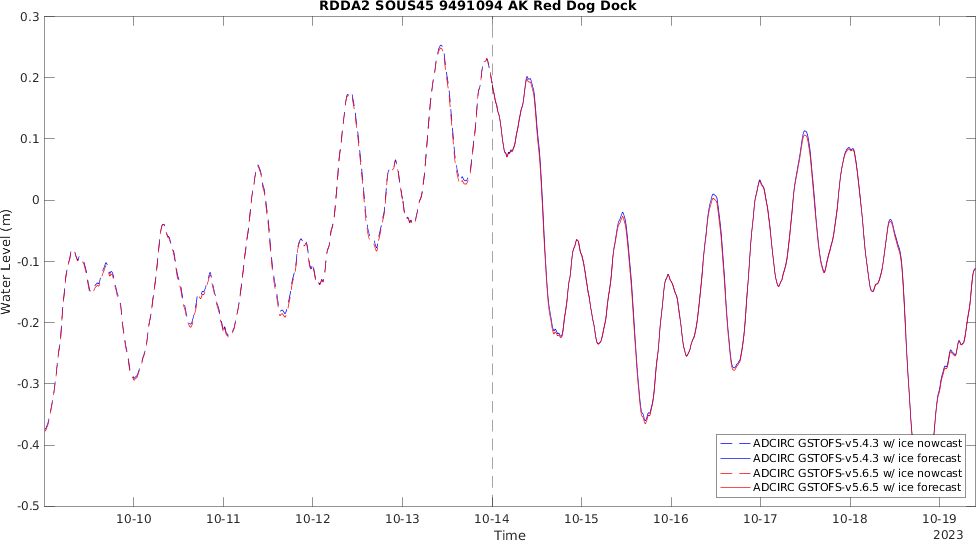 RDDA2 SOUS45 9491094 AK Red Dog Dock
0.3
0.2
0.1
0
-0.1
-0.2
-0.3
-0.4
-0.5
Water Level (m)
ADCIRC GSTOFS-v5.4.3 w/ ice nowcast
ADCIRC GSTOFS-v5.4.3 w/ ice forecast
ADCIRC GSTOFS-v5.6.5 w/ ice nowcast
ADCIRC GSTOFS-v5.6.5 w/ ice forecast
10-10 10-11 10-12 10-13 10-14 10-15 10-16 10-17 10-18 10-19
2023
Time